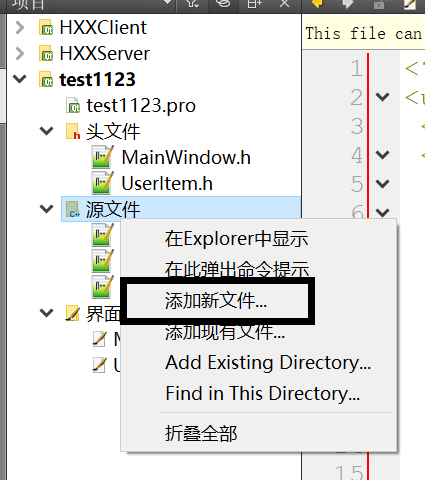 项目
HXXClient
HXXServer
test1123
test1123.pro
头文件
MainWindow.h
UserItem.h
源文件
界面
在Explorer中显示
在此弹出命令提示
添加新文件...
添加现有文件...
Add Existing Directory...
Find in This Directory...
折叠全部
This file can
1
2
3
4
5
6
15